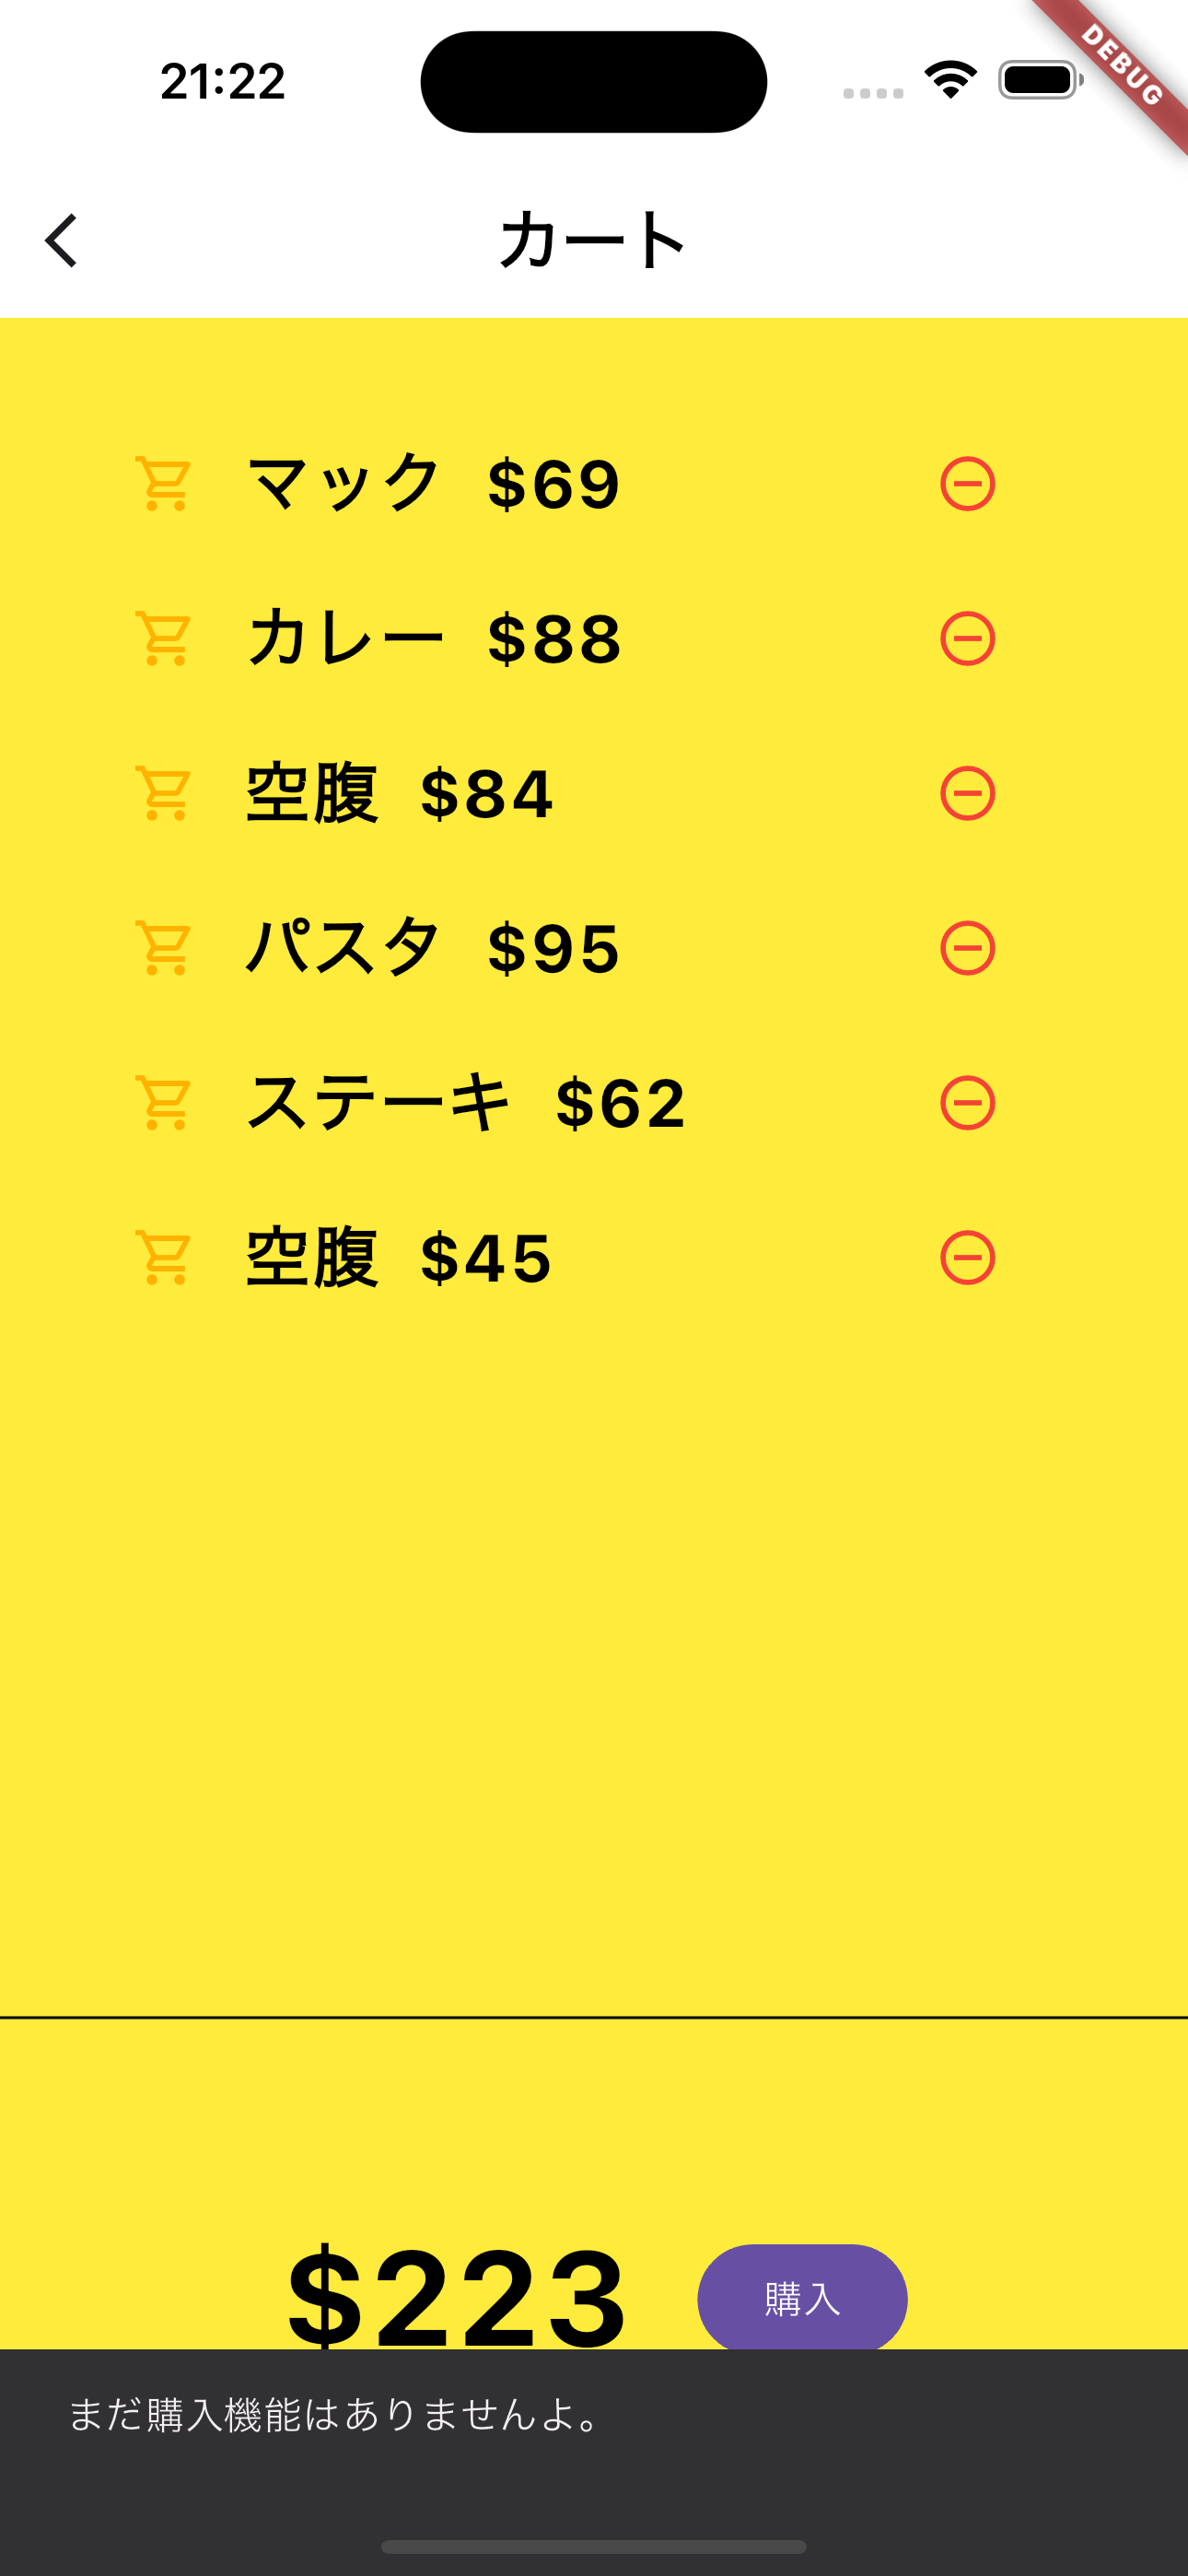 21:22
DEBUG
カート
マック $69
カレー $88
空腹 $84
パスタ $95
ステーキ $62
空腹 $45
$223
購入
まだ購入機能はありませんよ。